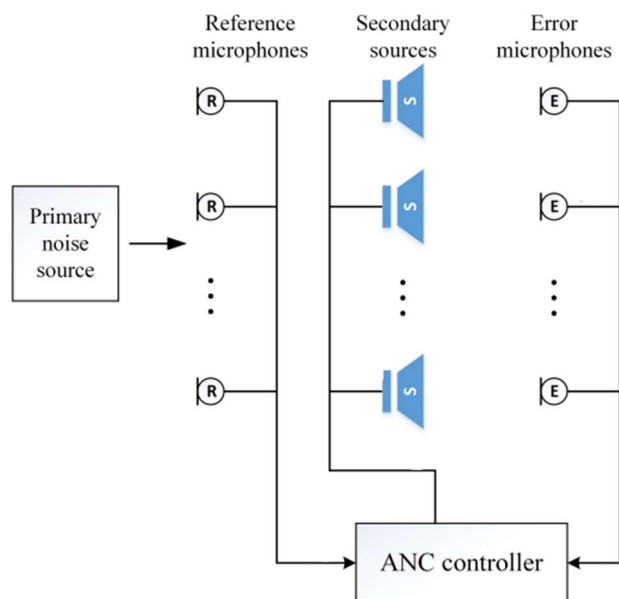 Reference
microphones
Secondary
sources
Error
microphones
R
S
E
Primary
noise
source
R
S
E
R
S
E
ANC controller